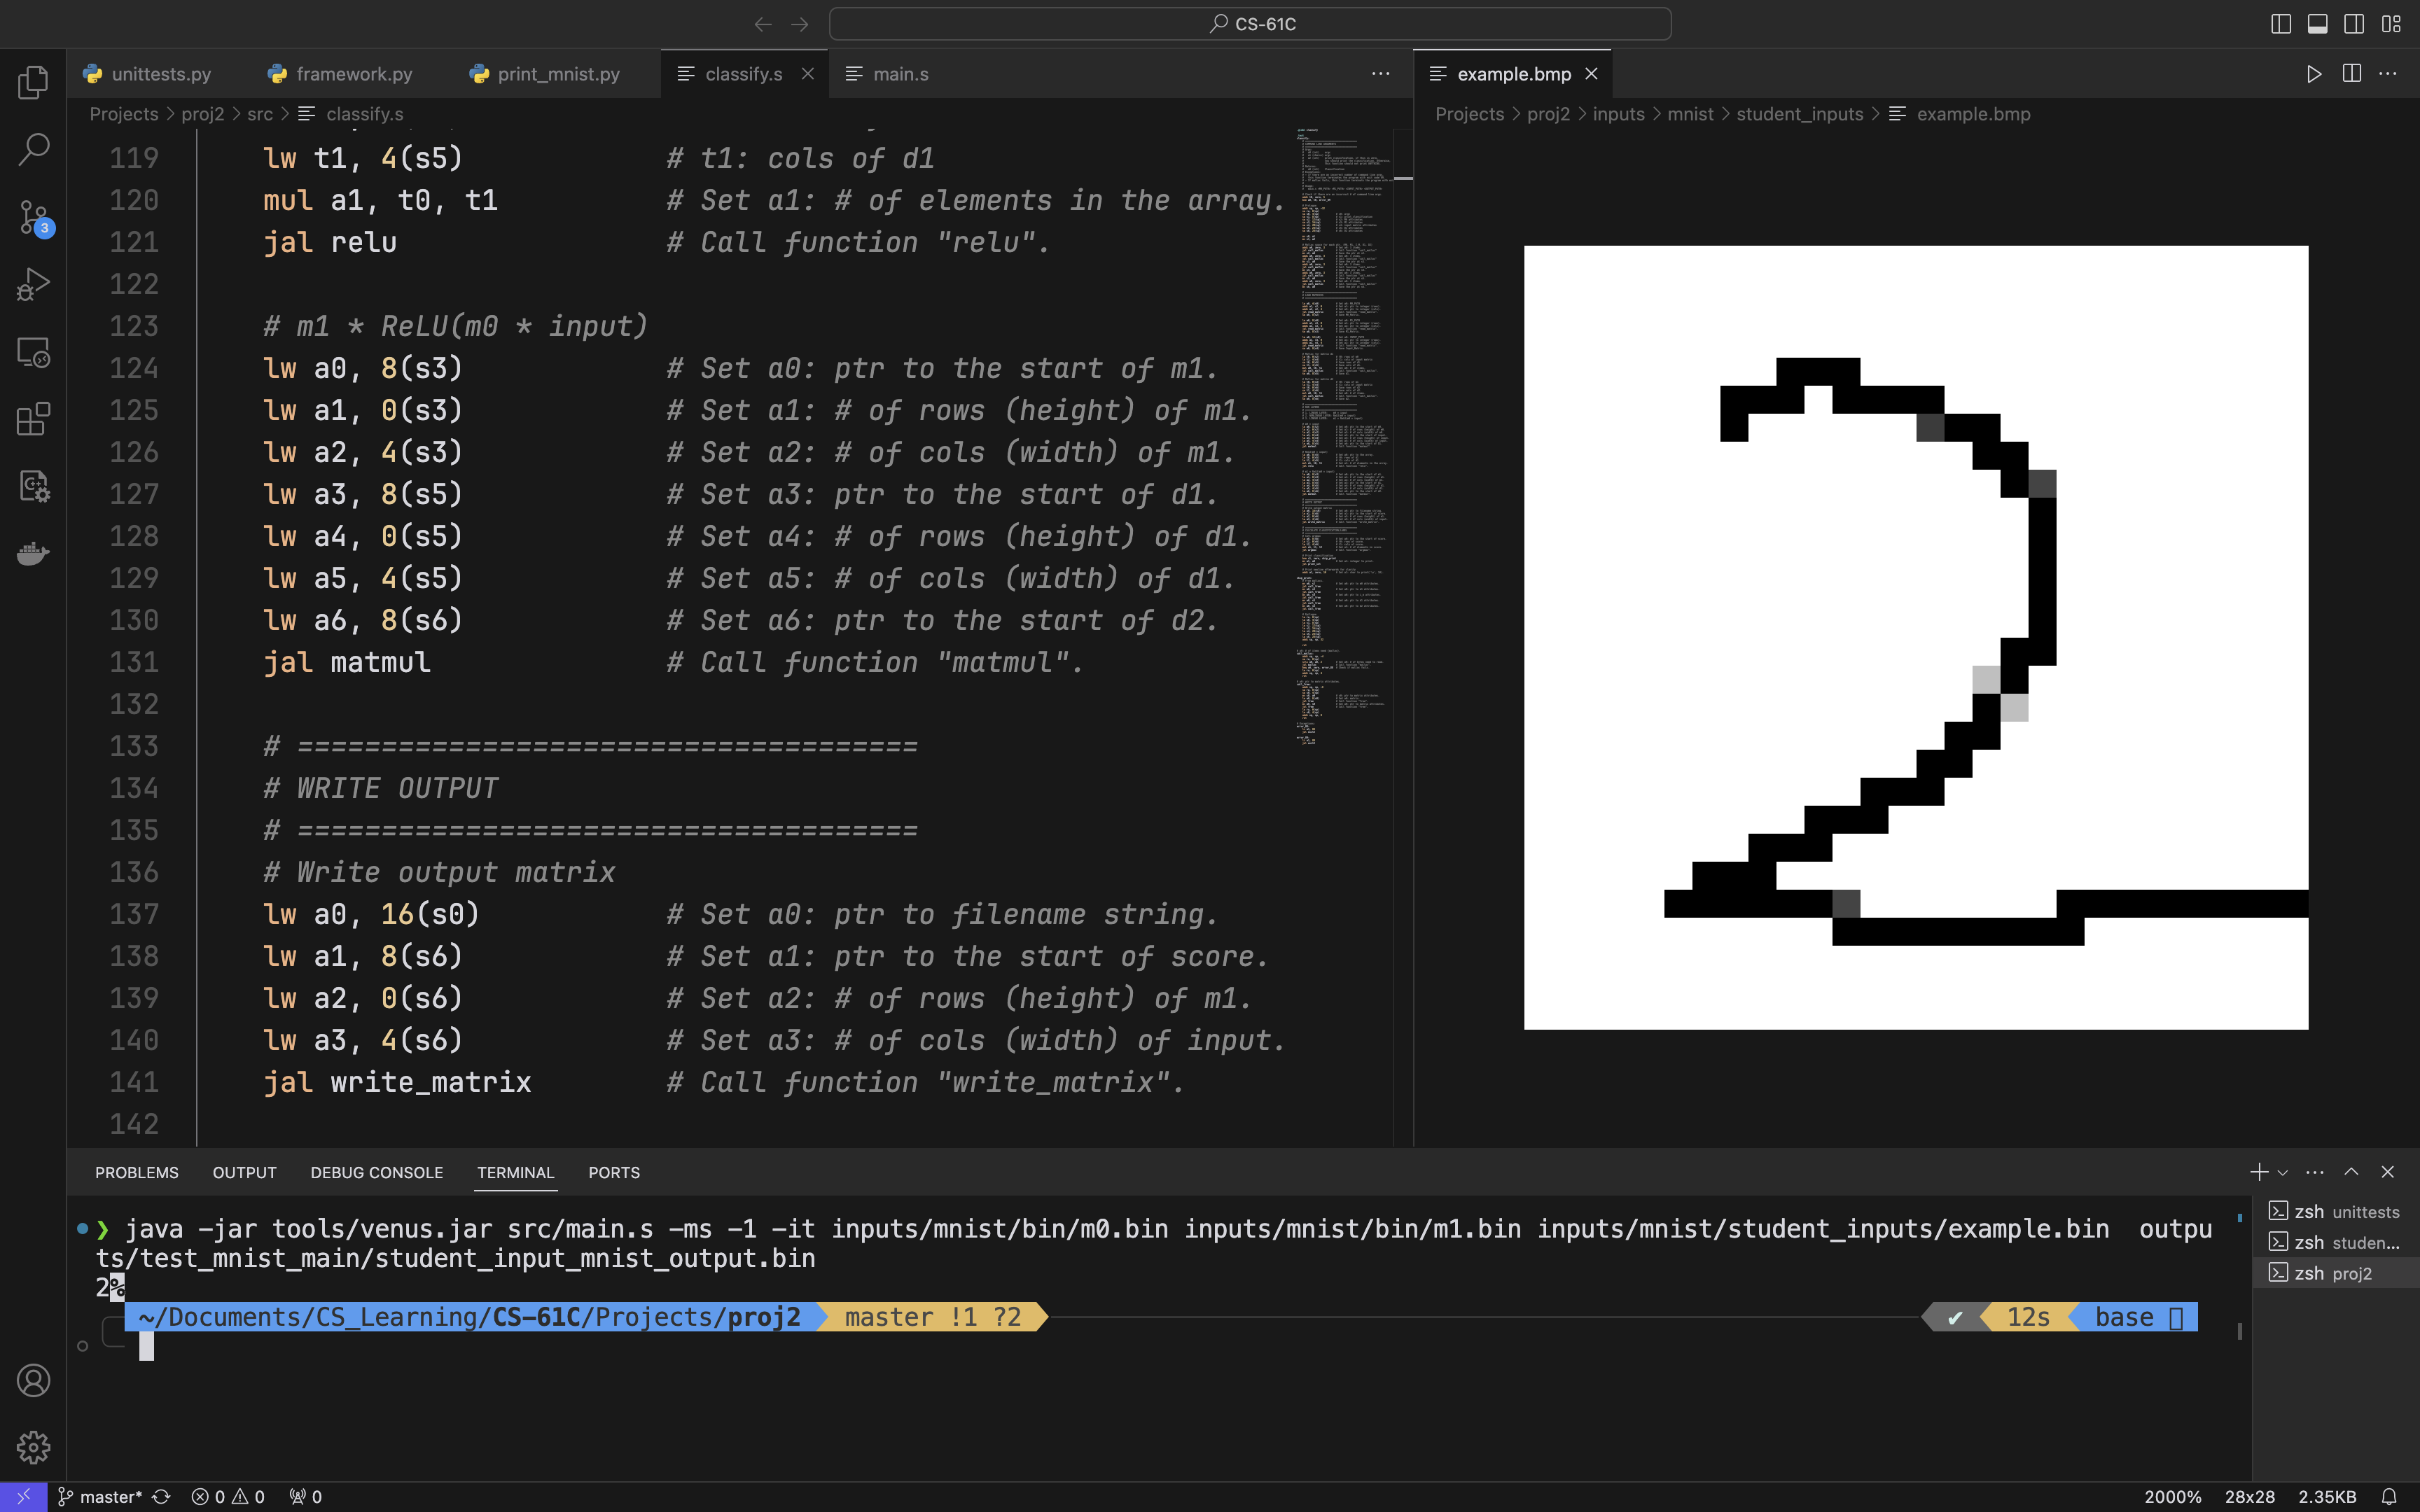 CS-61C
unittests.py
framework.py
print_mnist.py
classify.s
main.s
example.bmp
Projects > proj2 > src > classify.s
Projects > proj2 > inputs > mnist > student_inputs > example.bmp
3
119 lw t1, 4(s5) # t1: cols of d1
120 mul a1, t0, t1 # Set a1: # of elements in the array.
121 jal relu # Call function "relu".
122
123 # m1 * ReLU(m0 * input)
124 lw a0, 8(s3) # Set a0: ptr to the start of m1.
125 lw a1, 0(s3) # Set a1: # of rows (height) of m1.
126 lw a2, 4(s3) # Set a2: # of cols (width) of m1.
127 lw a3, 8(s5) # Set a3: ptr to the start of d1.
128 lw a4, 0(s5) # Set a4: # of rows (height) of d1.
129 lw a5, 4(s5) # Set a5: # of cols (width) of d1.
130 lw a6, 8(s6) # Set a6: ptr to the start of d2.
131 jal matmul # Call function "matmul".
132
133 # =====================================
134 # WRITE OUTPUT
135 # =====================================
136 # Write output matrix
137 lw a0, 16(s0) # Set a0: ptr to filename string.
138 lw a1, 8(s6) # Set a1: ptr to the start of score.
139 lw a2, 0(s6) # Set a2: # of rows (height) of m1.
140 lw a3, 4(s6) # Set a3: # of cols (width) of input.
141 jal write_matrix # Call function "write_matrix".
142
PROBLEMS OUTPUT DEBUG CONSOLE TERMINAL PORTS
❯ java -jar tools/venus.jar src/main.s -ms -1 -it inputs/mnist/bin/m0.bin inputs/mnist/bin/m1.bin inputs/mnist/student_inputs/example.bin outpu
ts/test_mnist_main/student_input_mnist_output.bin
2%
~/Documents/CS_Learning/CS-61C/Projects/proj2 master !1 ?2 ✔ 12s base
zsh unittests
zsh studen...
zsh proj2
master* 0 0 0 2000% 28x28 2.35KB